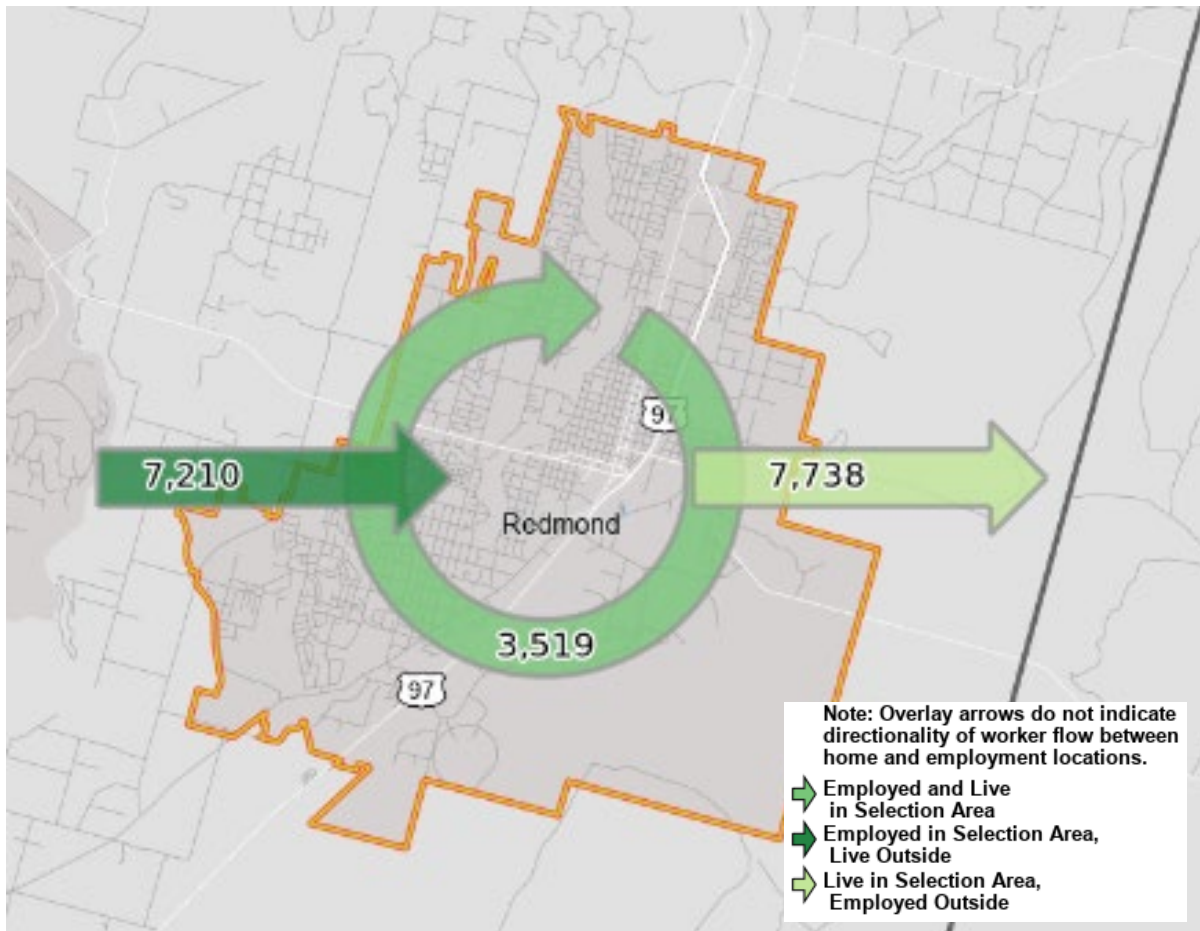 97
7,210
7,738
Redmond
3,519
97
Note: Overlay arrows do not indicate
directionality of worker flow between
home and employment locations.
Employed and Live
in Selection Area
Employed in Selection Area,
Live Outside
Live in Selection Area,
Employed Outside